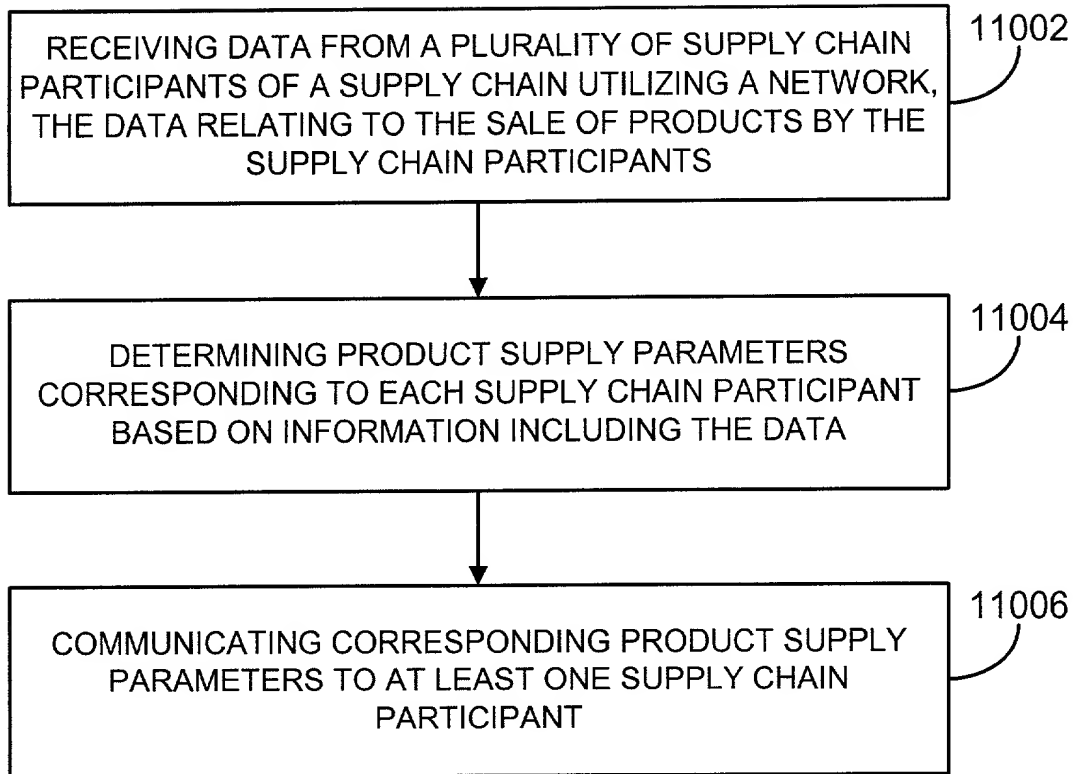 RECEIVING DATA FROM A PLURALITY OF SUPPLY CHAIN
PARTICIPANTS OF A SUPPLY CHAIN UTILIZING A NETWORK,
THE DATA RELATING TO THE SALE OF PRODUCTS BY THE
SUPPLY CHAIN PARTICIPANTS
11002
DETERMINING PRODUCT SUPPLY PARAMETERS
CORRESPONDING TO EACH SUPPLY CHAIN PARTICIPANT
BASED ON INFORMATION INCLUDING THE DATA
11004
COMMUNICATING CORRESPONDING PRODUCT SUPPLY
PARAMETERS TO AT LEAST ONE SUPPLY CHAIN
PARTICIPANT
11006